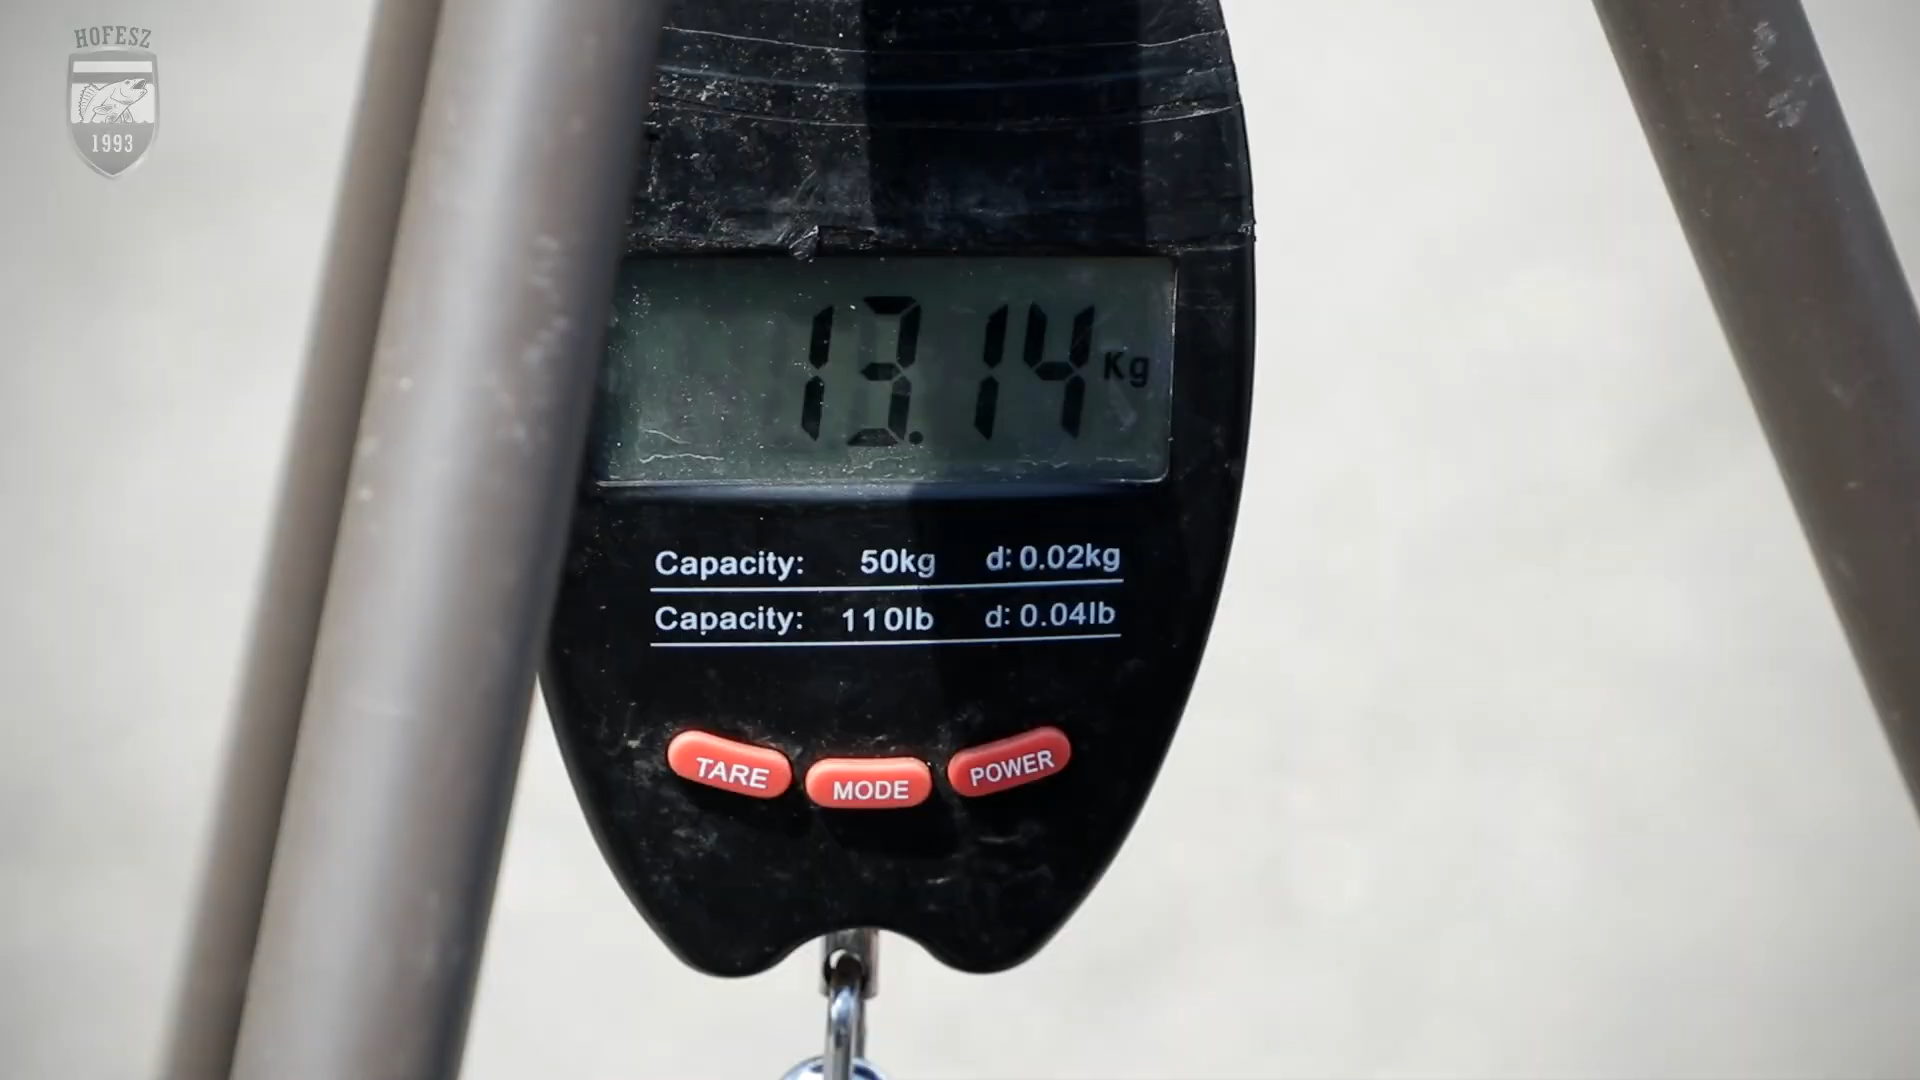 HOFESZ
1993
13.14 Kg
Capacity: 50kg d: 0.02kg
Capacity: 110lb d: 0.04lb
TARE MODE POWER